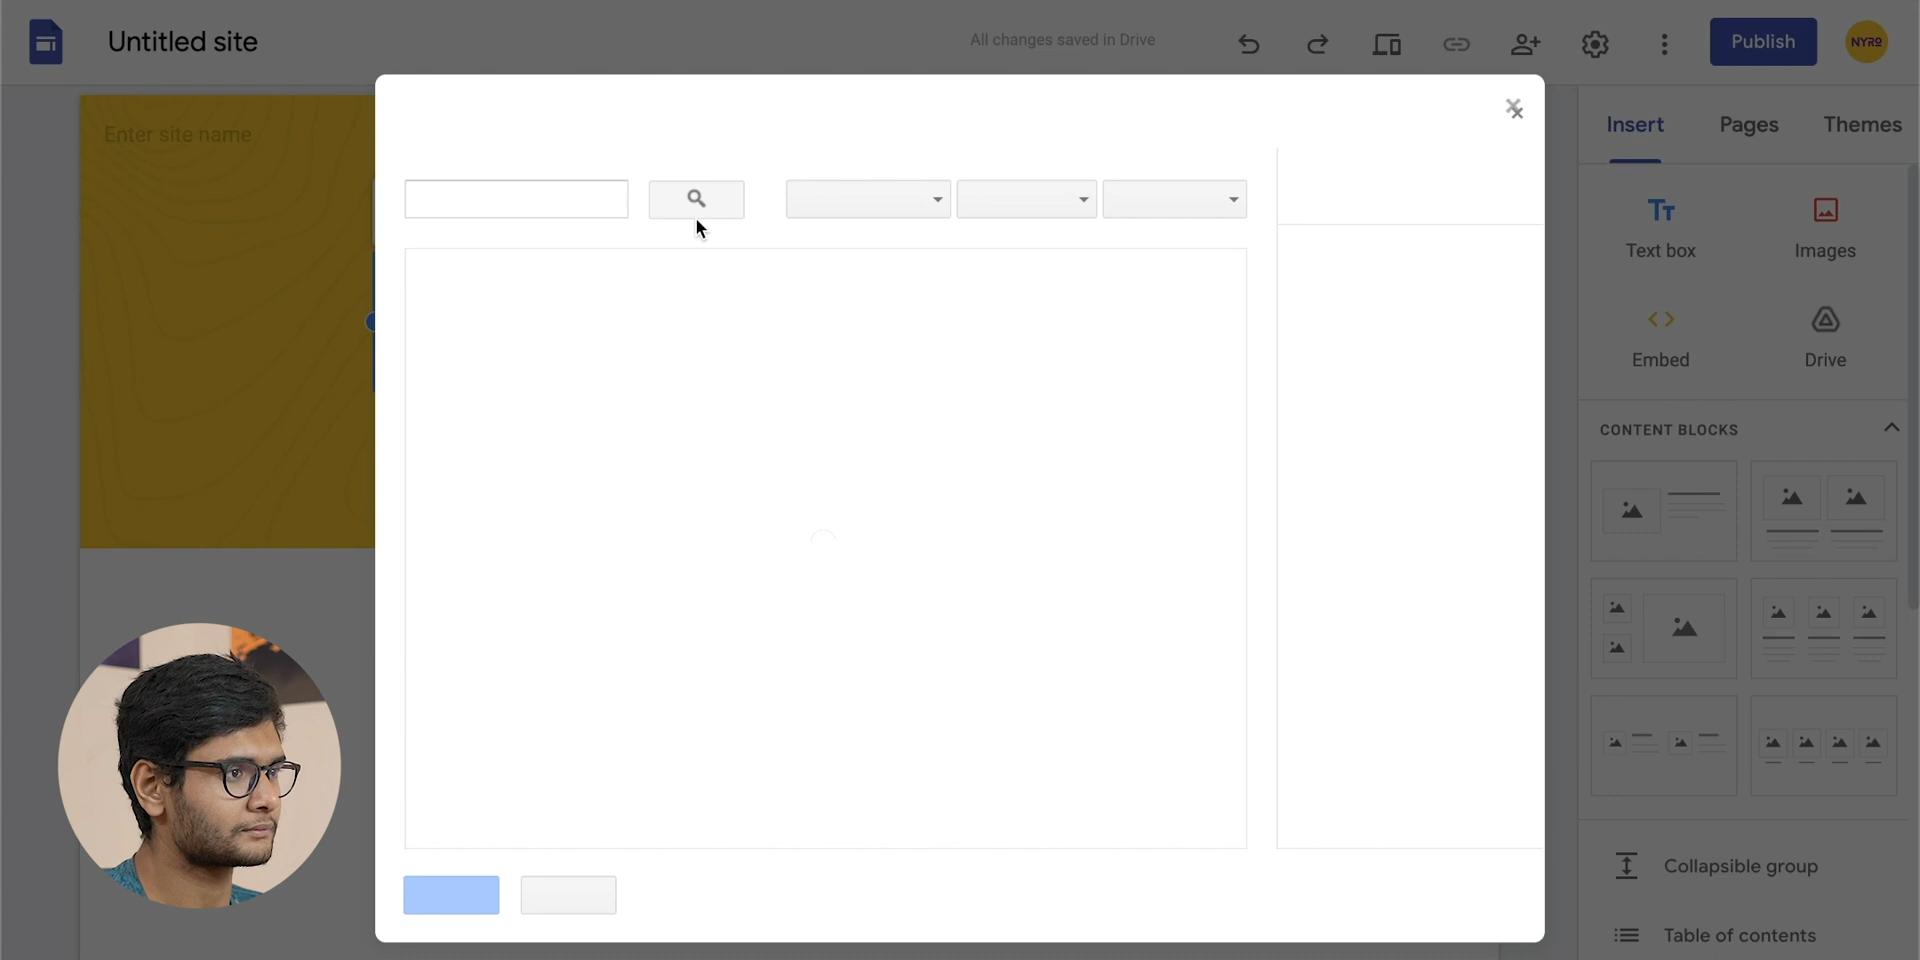 Untitled site
All changes saved in Drive
Publish
NYRO
Enter site name
Insert
Pages
Themes
Text box
Images
Embed
Drive
CONTENT BLOCKS
Collapsible group
Table of contents